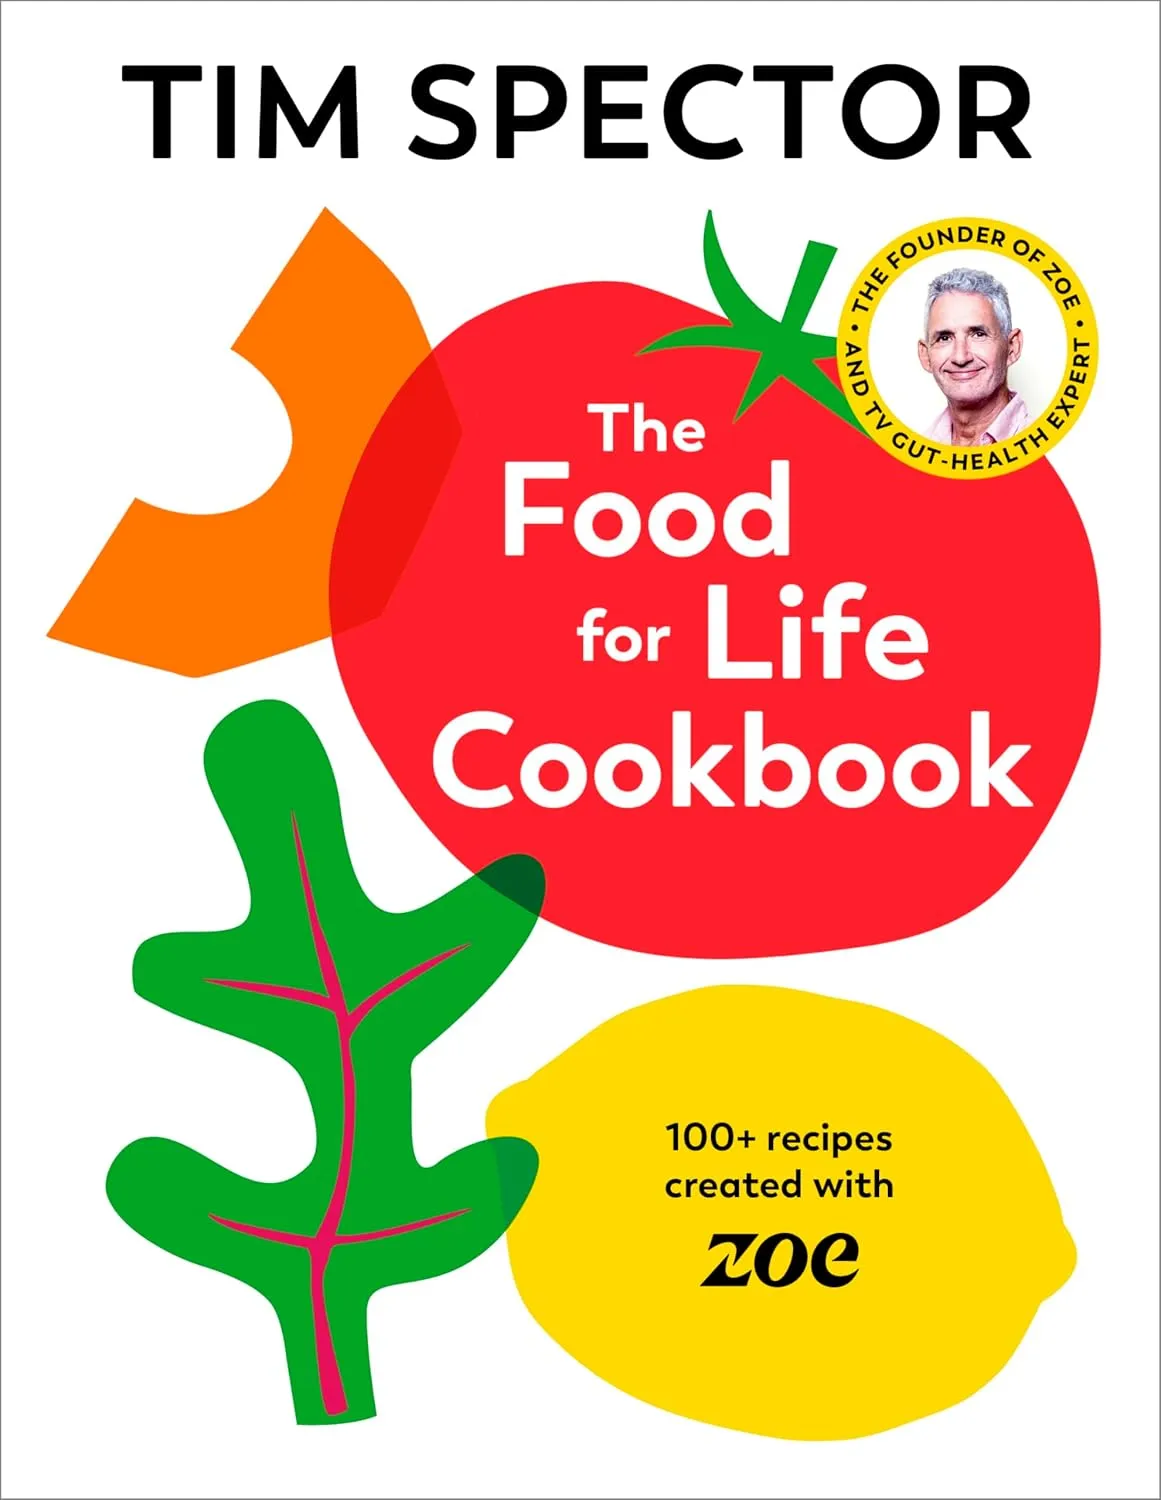 TIM SPECTOR
• THE FOUNDER OF ZOE •
AND TV GUT-HEALTH EXPERT
The
Food
for Life
Cookbook
100+ recipes
created with
zoe